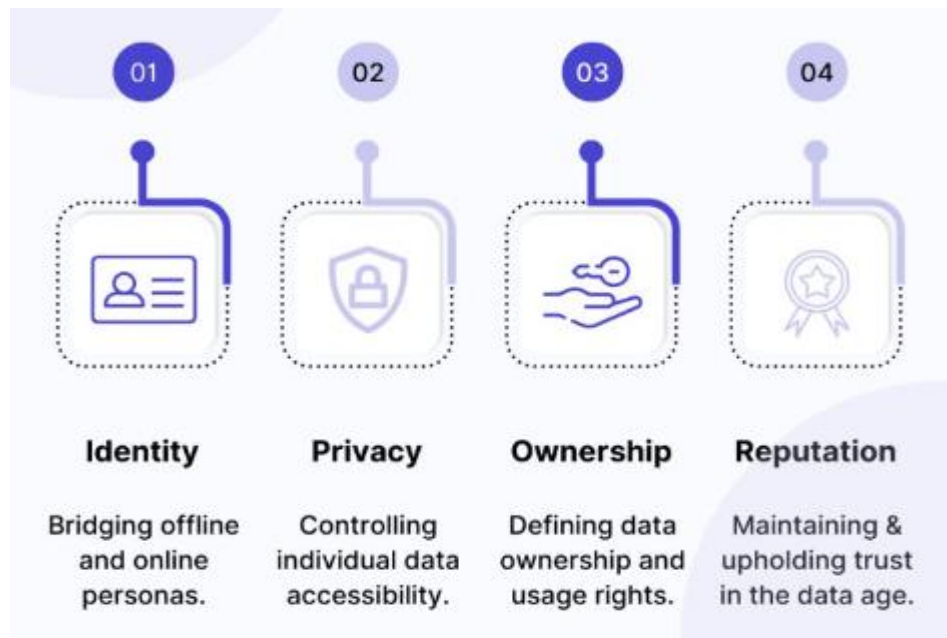 01
02
03
04
Identity
Bridging offline
and online
personas.
Privacy
Controlling
individual data
accessibility.
Ownership
Defining data
ownership and
usage rights.
Reputation
Maintaining &
upholding trust
in the data age.